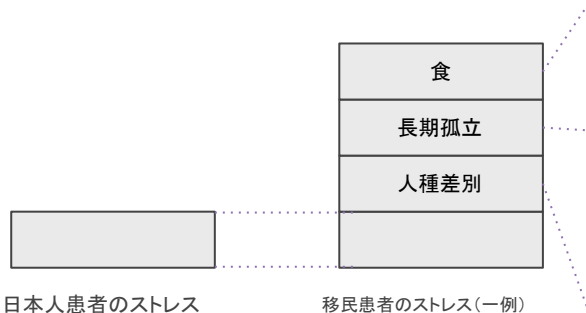 食
長期孤立
人種差別
日本人患者のストレス
移民患者のストレス(一例)